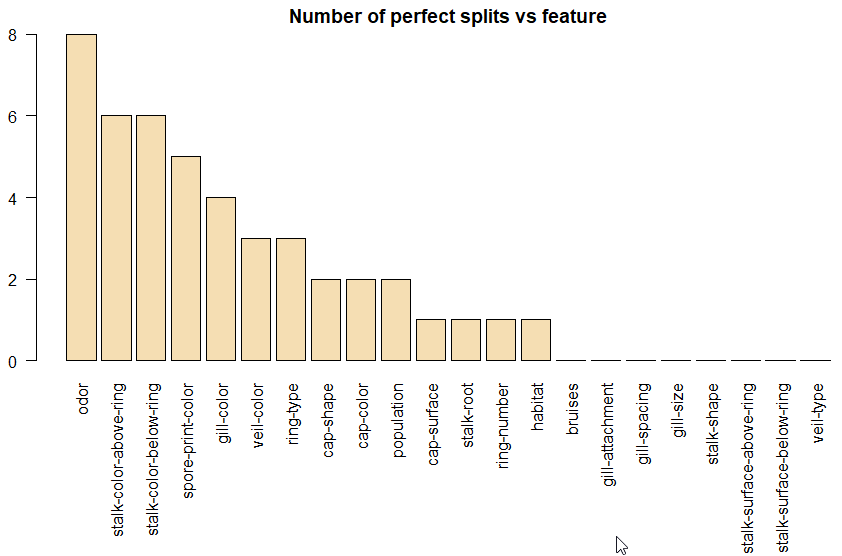 Number of perfect splits vs feature
8
6
4
2
0
odor
stalk-color-above-ring
stalk-color-below-ring
spore-print-color
gill-color
veil-color
ring-type
cap-shape
cap-color
population
cap-surface
stalk-root
ring-number
habitat
bruises
gill-attachment
gill-spacing
gill-size
stalk-shape
stalk-surface-above-ring
stalk-surface-below-ring
veil-type